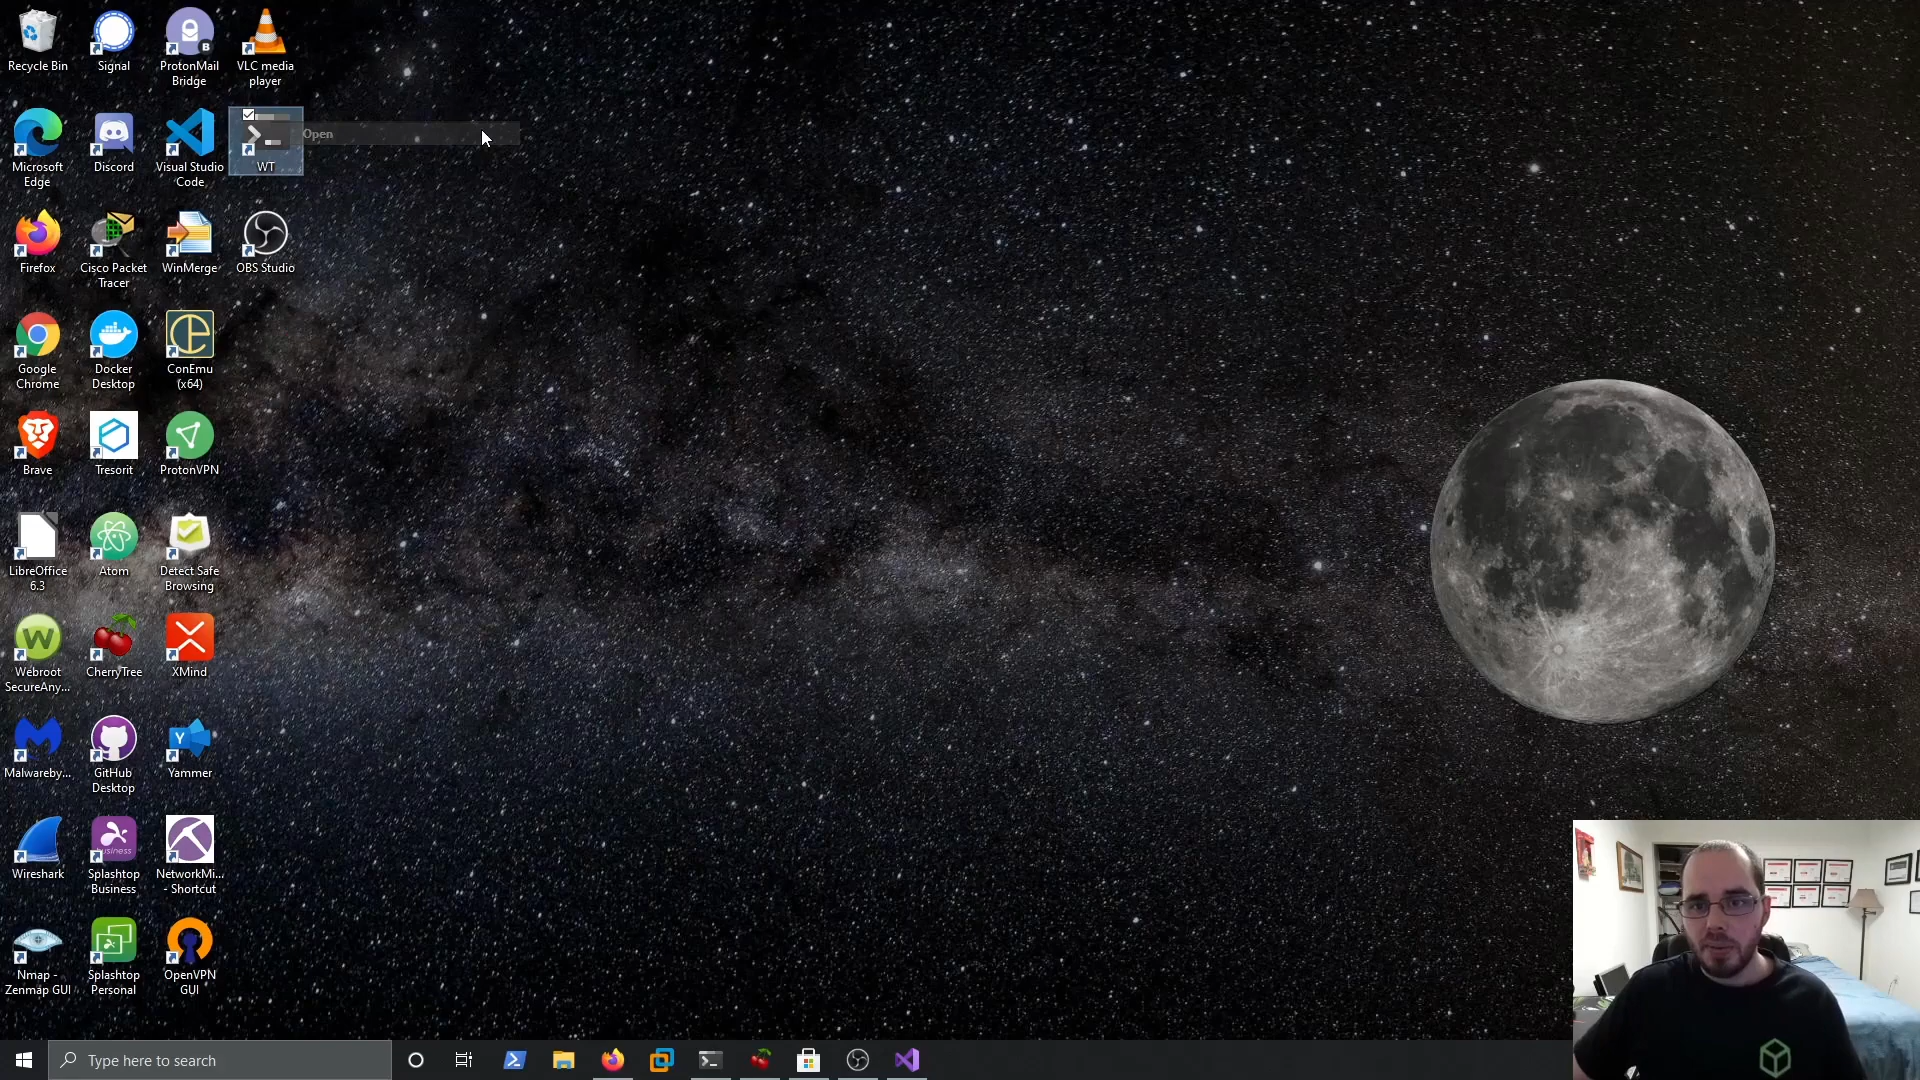 Recycle Bin
Signal
ProtonMail
Bridge
VLC media
player
Microsoft
Edge
Discord
Visual Studio
Code
WT
Open
Firefox
Cisco Packet
Tracer
WinMerge
OBS Studio
Google
Chrome
Docker
Desktop
ConEmu
(x64)
Brave
Tresorit
ProtonVPN
LibreOffice
6.3
Atom
Detect Safe
Browsing
Webroot
SecureAny...
CherryTree
XMind
Malwareby...
GitHub
Desktop
Yammer
Wireshark
Splashtop
Business
NetworkMi...
- Shortcut
Nmap -
Zenmap GUI
Splashtop
Personal
OpenVPN
GUI
Type here to search